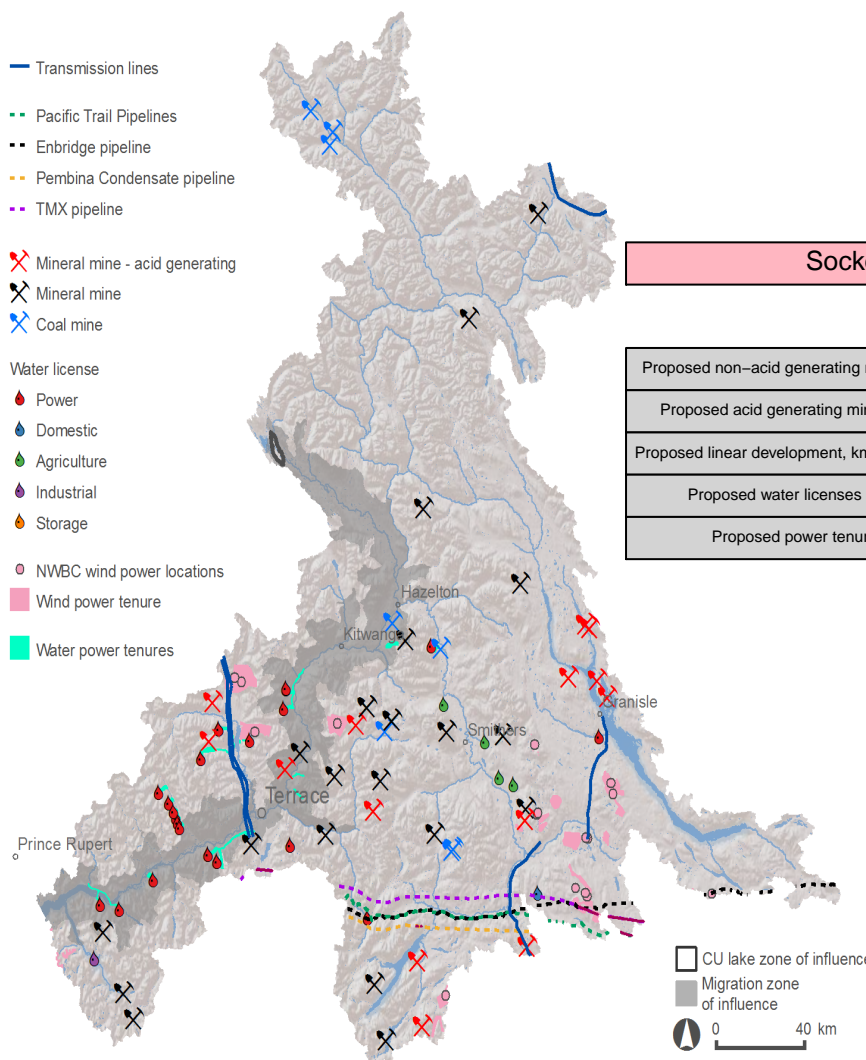 Transmission lines
Pacific Trail Pipelines
Enbridge pipeline
Pembina Condensate pipeline
TMX pipeline
Mineral mine - acid generating
Mineral mine
Coal mine
Water license
Power
Domestic
Agriculture
Industrial
Storage
NWBC wind power locations
Wind power tenure
Water power tenures
Hazelton
Kitwanga
Granisle
Smithers
Terrace
Prince Rupert
Proposed non−acid generating
Proposed acid generating
Proposed linear development, km
Proposed water licenses
Proposed power
CU lake zone of influence
Migration zone
of influence
0 40 km